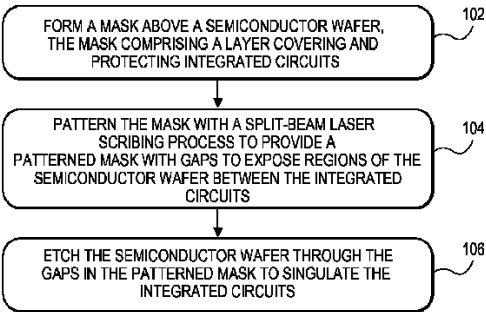 FORM A MASK ABOVE A SEMICONDUCTOR WAFER,
THE MASK COMPRISING A LAYER COVERING AND
PROTECTING INTEGRATED CIRCUITS
102
PATTERN THE MASK WITH A SPLIT-BEAM LASER
SCRIBING PROCESS TO PROVIDE A
PATTERNED MASK WITH GAPS TO EXPOSE REGIONS OF THE
SEMICONDUCTOR WAFER BETWEEN THE INTEGRATED
CIRCUITS
104
ETCH THE SEMICONDUCTOR WAFER THROUGH THE
GAPS IN THE PATTERNED MASK TO SINGULATE THE
INTEGRATED CIRCUITS
106